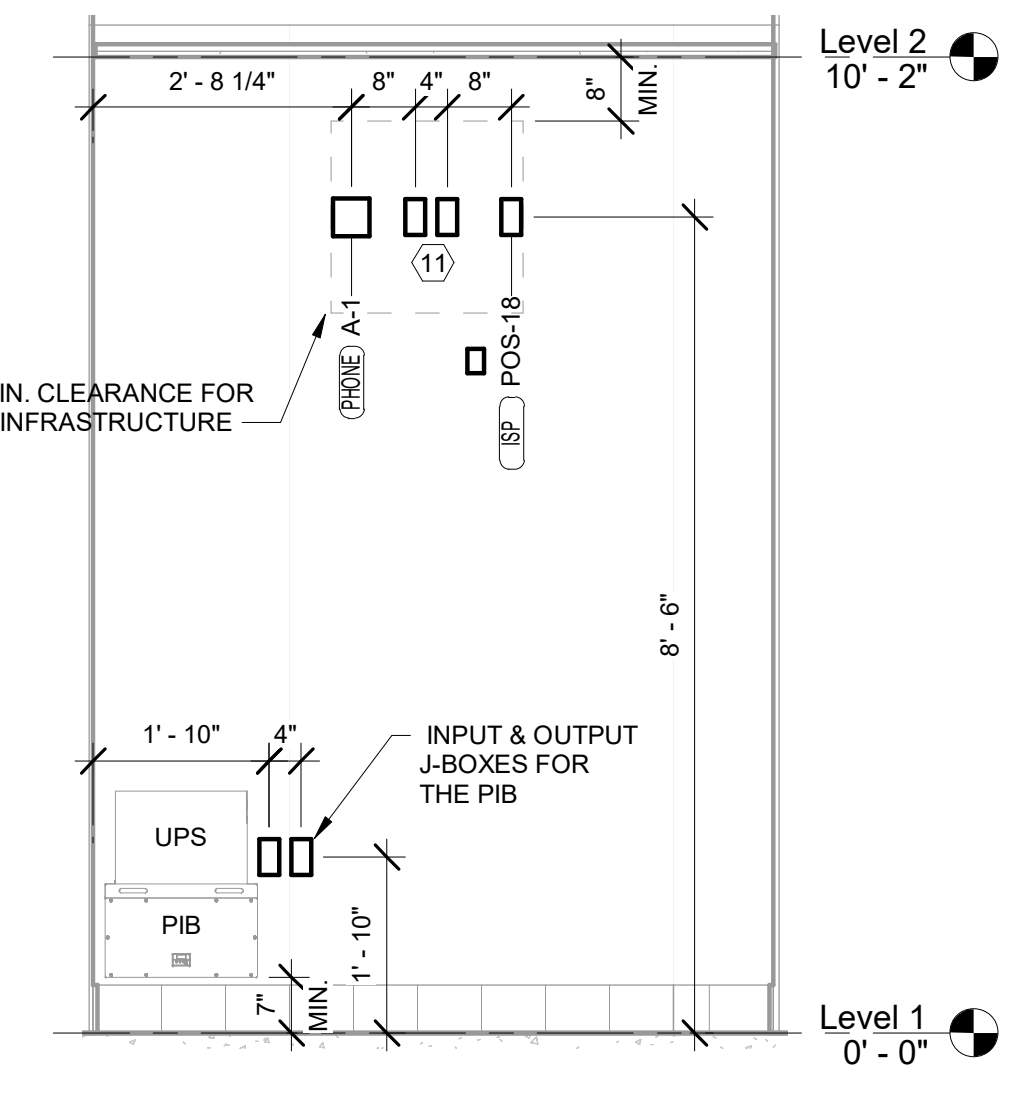 Level 2
10' - 2"
2' - 8 1/4"
8"
4"
8"
8"
MIN.
11
A-1
PHONE
POS-18
ISP
IN. CLEARANCE FOR
INFRASTRUCTURE
8' - 6"
1' - 10"
4"
INPUT & OUTPUT
J-BOXES FOR
THE PIB
UPS
PIB
1' - 10"
7"
MIN.
Level 1
0' - 0"